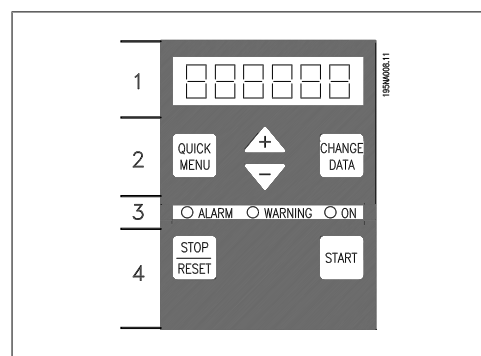 1
195NA008.11
2
QUICK
MENU
+
−
CHANGE
DATA
3
ALARM WARNING ON
4
STOP
RESET
START